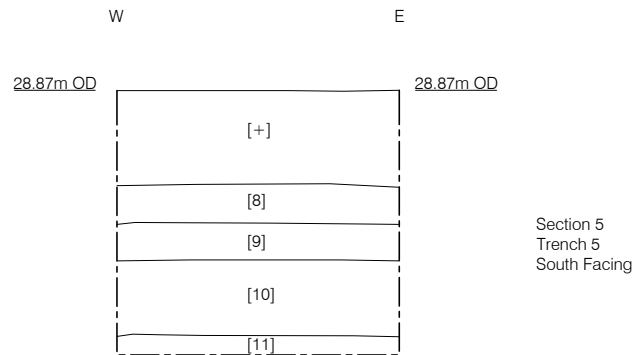 W E
28.87m OD 28.87m OD
[+]
[8]
[9]
[10]
[11]
Section 5
Trench 5
South Facing